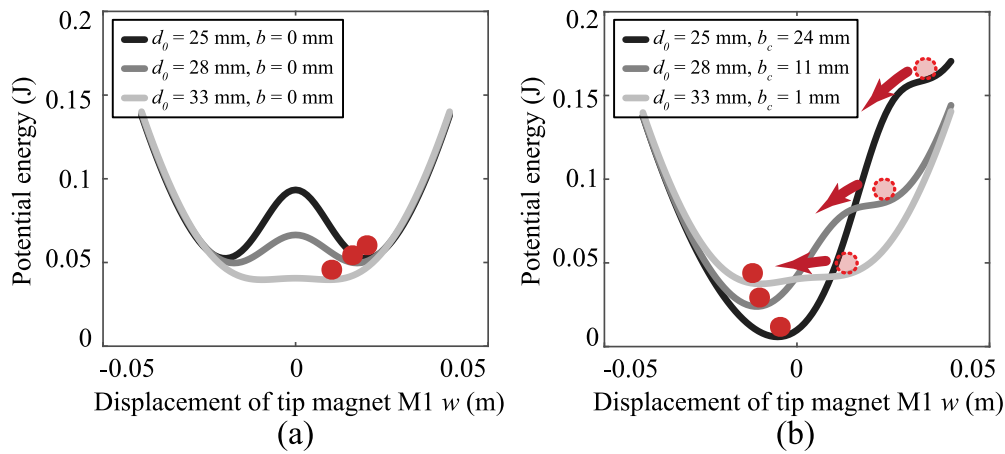 0.2
0.15
0.1
0.05
0
Potential energy (J)
d0 = 25 mm, b = 0 mm
d0 = 28 mm, b = 0 mm
d0 = 33 mm, b = 0 mm
-0.05
0
0.05
Displacement of tip magnet M1 w (m)
(a)
0.2
0.15
0.1
0.05
0
Potential energy (J)
d0 = 25 mm, bc = 24 mm
d0 = 28 mm, bc = 11 mm
d0 = 33 mm, bc = 1 mm
-0.05
0
0.05
Displacement of tip magnet M1 w (m)
(b)